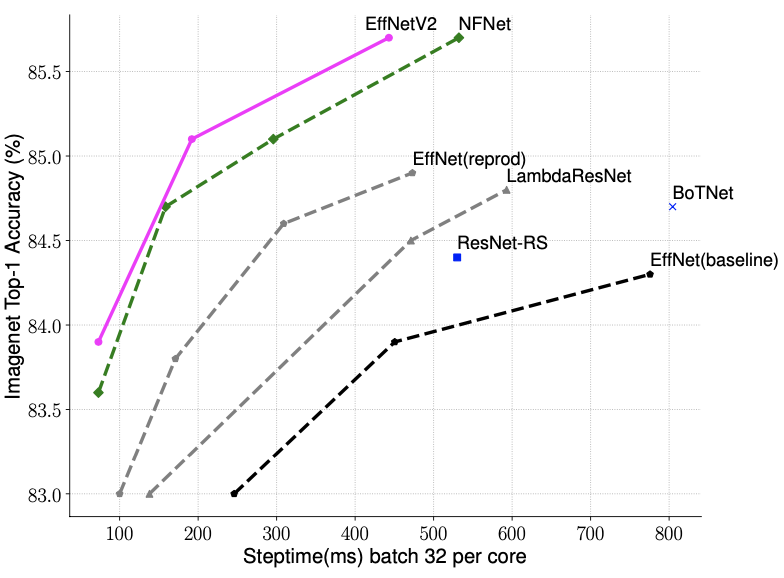 EffNetV2
NFNet
85.5
85.0
EffNet(reprod)
LambdaResNet
BoTNet
84.5
ResNet-RS
EffNet(baseline)
84.0
83.5
83.0
Imagenet Top-1 Accuracy (%)
100 200 300 400 500 600 700 800
Steptime(ms) batch 32 per core